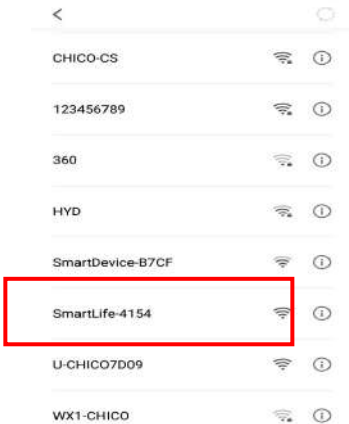 CHICO-CS
123456789
360
HYD
SmartDevice-B7CF
SmartLife-4154
U-CHICO7D09
WX1-CHICO